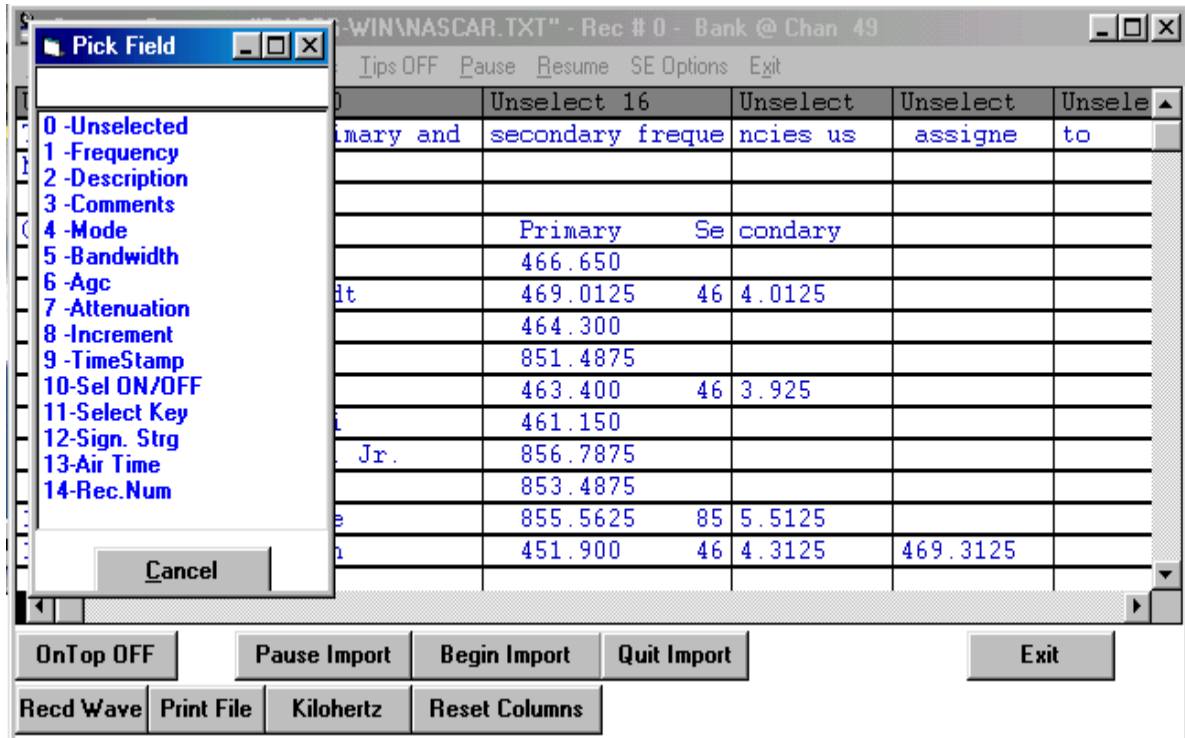 -WIN\NASCAR.TXT" - Rec # 0 - Bank @ Chan 49
Pick Field
Tips OFF Pause Resume SE Options Exit
Unselect 16 Unselect Unselect Unsele
0 -Unselected
1 -Frequency
2 -Description
3 -Comments
4 -Mode
5 -Bandwidth
6 -Agc
7 -Attenuation
8 -Increment
9 -TimeStamp
10-Sel ON/OFF
11-Select Key
12-Sign. Strg
13-Air Time
14-Rec.Num
Cancel
imary and secondary freque ncies us assigne to
Primary Se condary
466.650
dt 469.0125 46 4.0125
464.300
851.4875
463.400 46 3.925
i 461.150
. Jr. 856.7875
853.4875
e 855.5625 85 5.5125
n 451.900 46 4.3125 469.3125
OnTop OFF Pause Import Begin Import Quit Import Exit
Recd Wave Print File Kilohertz Reset Columns